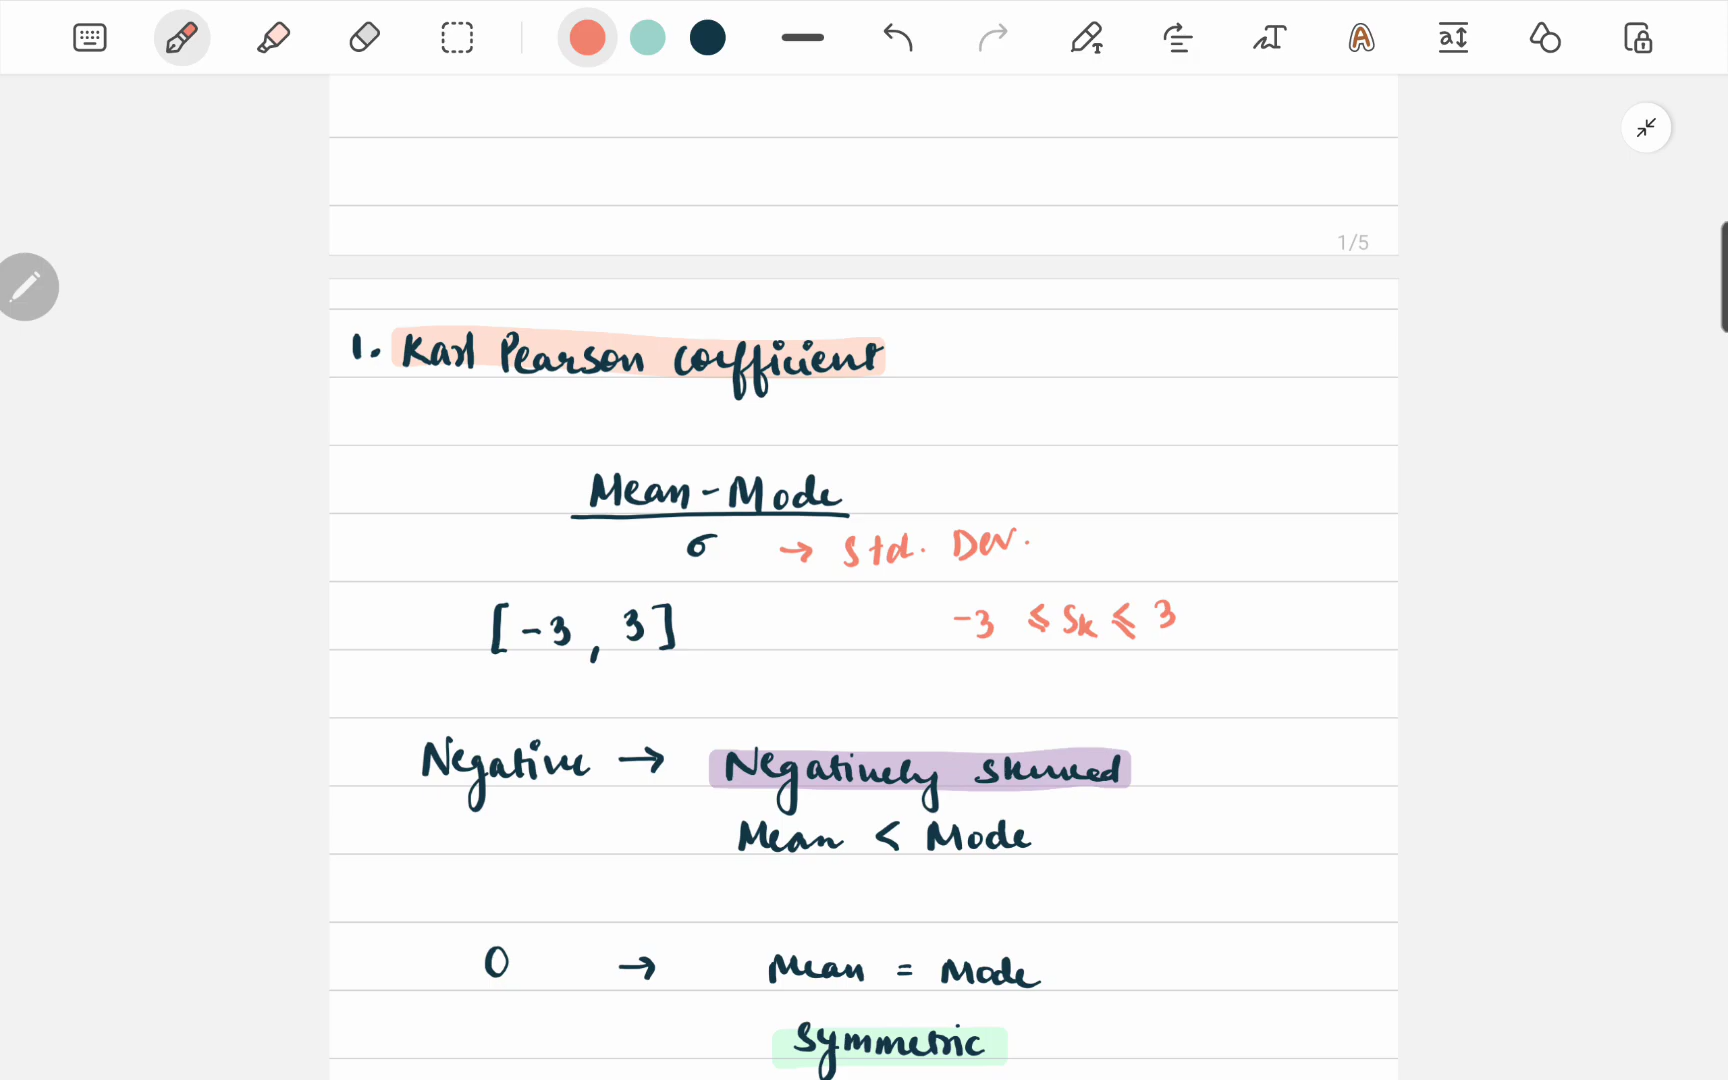 1/5
1. Karl Pearson coefficient
Mean - Mode
σ → Std. Dev.
[-3, 3] -3 ≤ Sk ≤ 3
Negative → Negatively skewed
Mean < Mode
0 → Mean = Mode
Symmetric